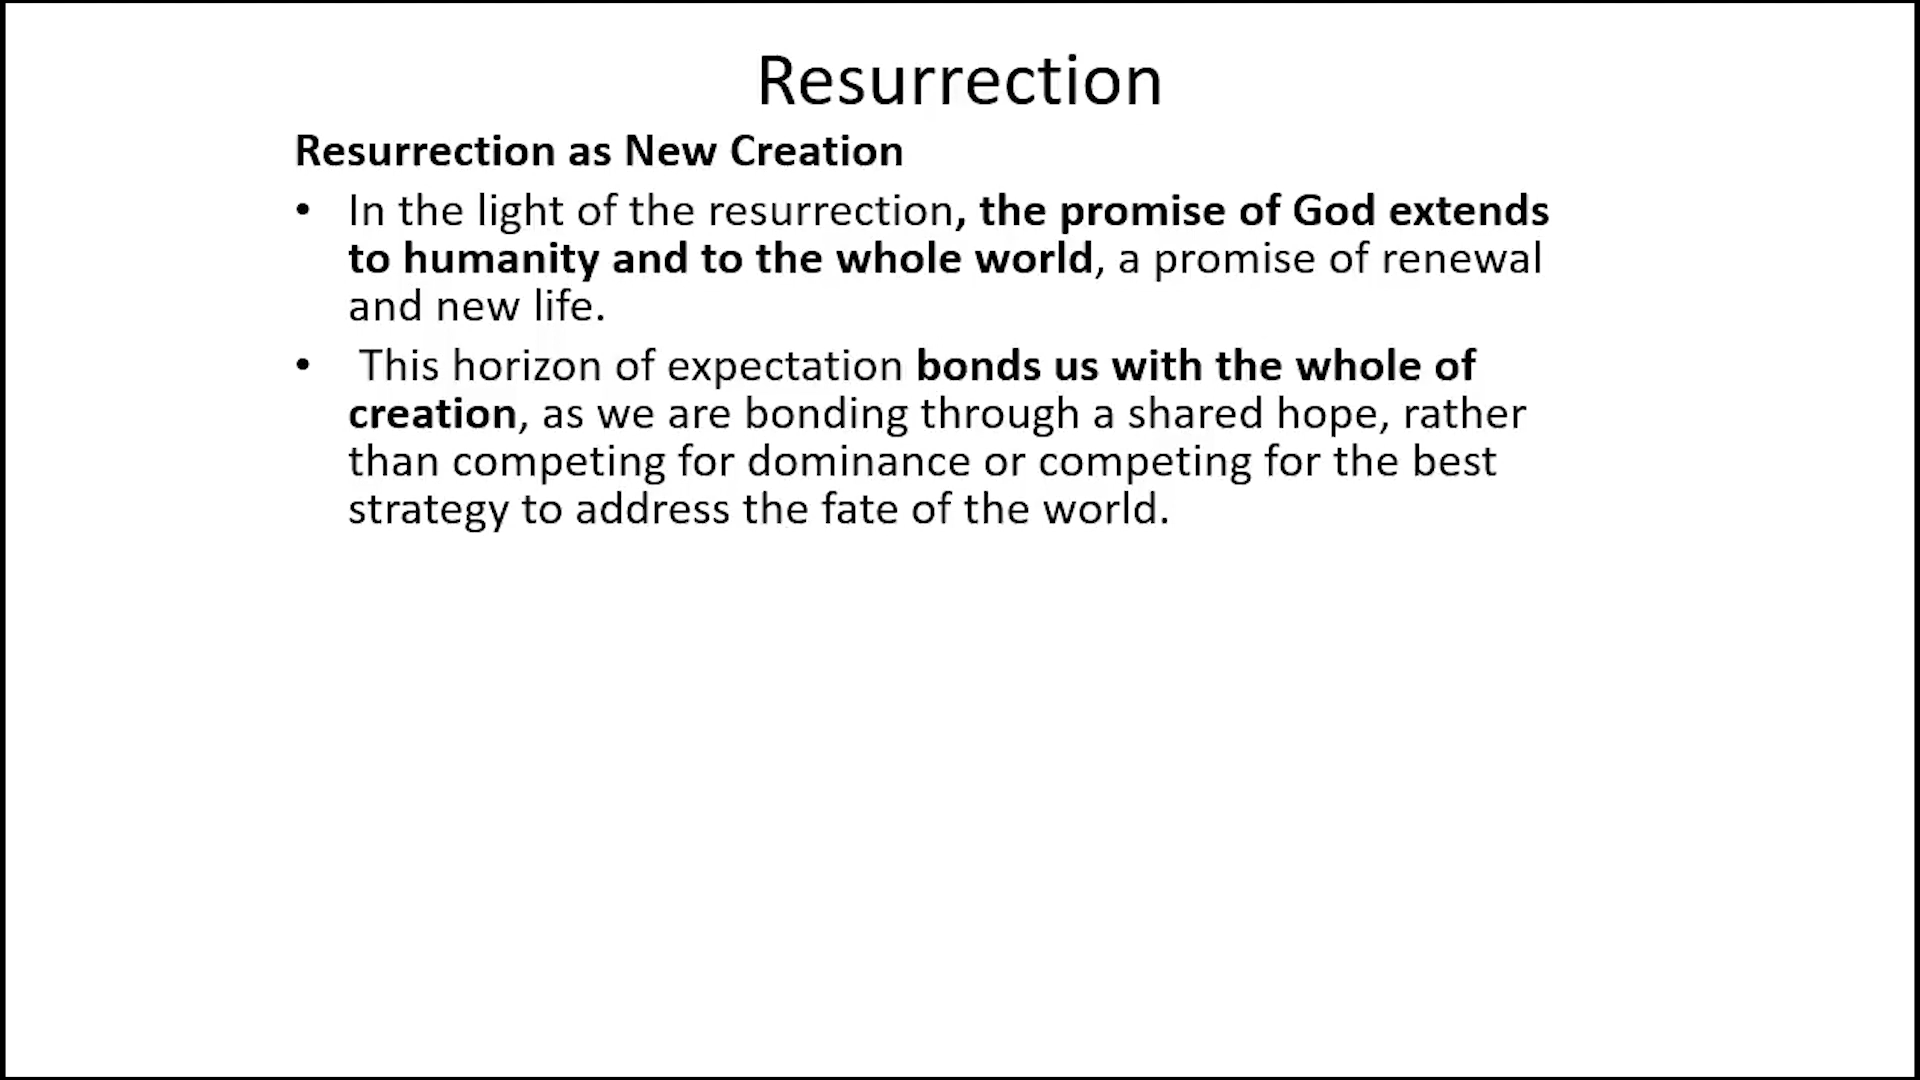 Resurrection
Resurrection as New Creation
• In the light of the resurrection, the promise of God extends
to humanity and to the whole world, a promise of renewal
and new life.
• This horizon of expectation bonds us with the whole of
creation, as we are bonding through a shared hope, rather
than competing for dominance or competing for the best
strategy to address the fate of the world.